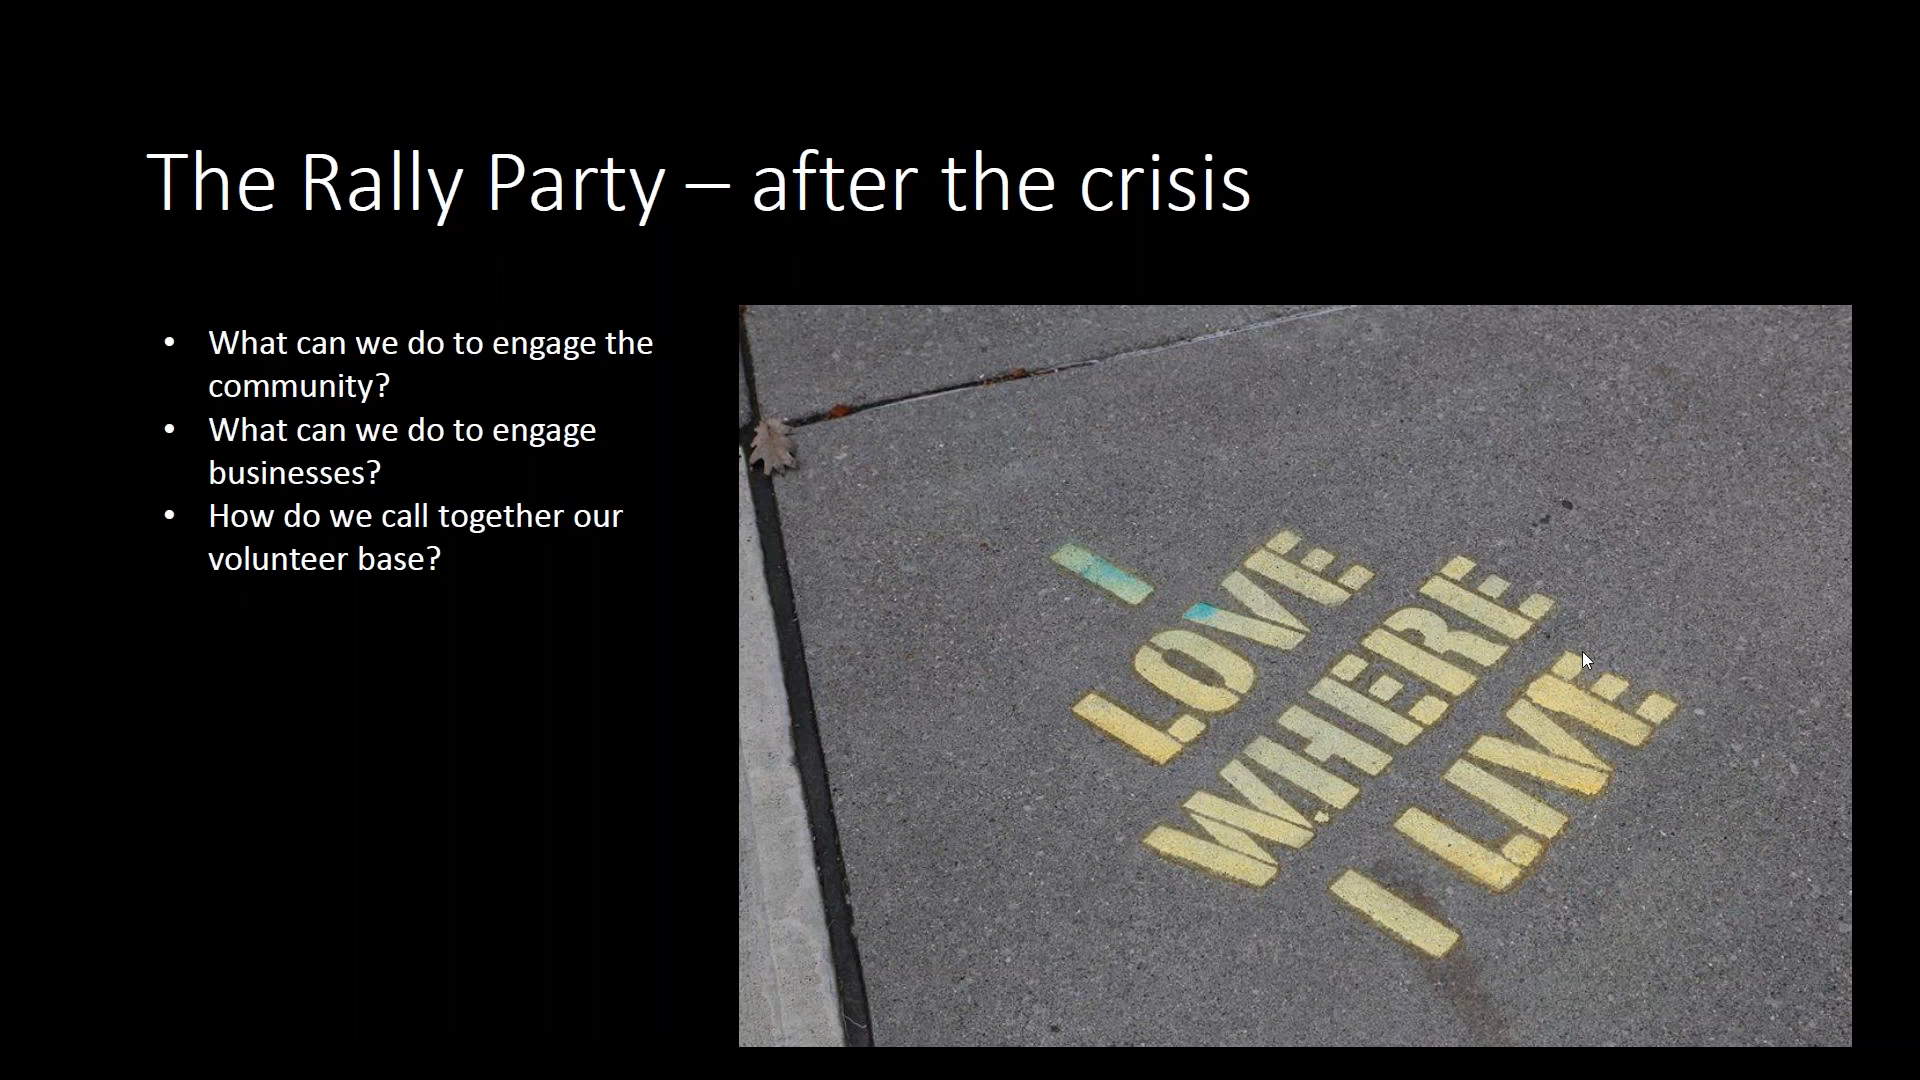 The Rally Party – after the crisis
• What can we do to engage the
community?
• What can we do to engage
businesses?
• How do we call together our
volunteer base?
I
LOVE
WHERE
I LIVE